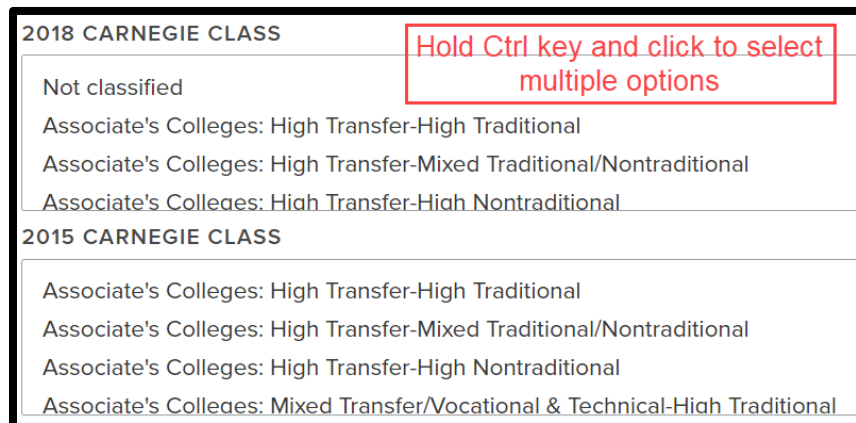 2018 CARNEGIE CLASS
Hold Ctrl key and click to select
multiple options
Not classified
Associate's Colleges: High Transfer-High Traditional
Associate's Colleges: High Transfer-Mixed Traditional/Nontraditional
Associate's Colleges: High Transfer-High Nontraditional
2015 CARNEGIE CLASS
Associate's Colleges: High Transfer-High Traditional
Associate's Colleges: High Transfer-Mixed Traditional/Nontraditional
Associate's Colleges: High Transfer-High Nontraditional
Associate's Colleges: Mixed Transfer/Vocational & Technical-High Traditional